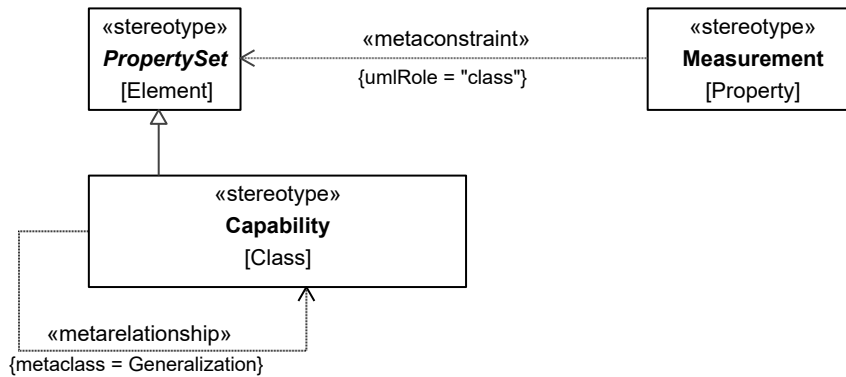 «stereotype»
PropertySet
[Element]
«metaconstraint»
{umlRole = "class"}
«stereotype»
Measurement
[Property]
«stereotype»
Capability
[Class]
«metarelationship»
{metaclass = Generalization}